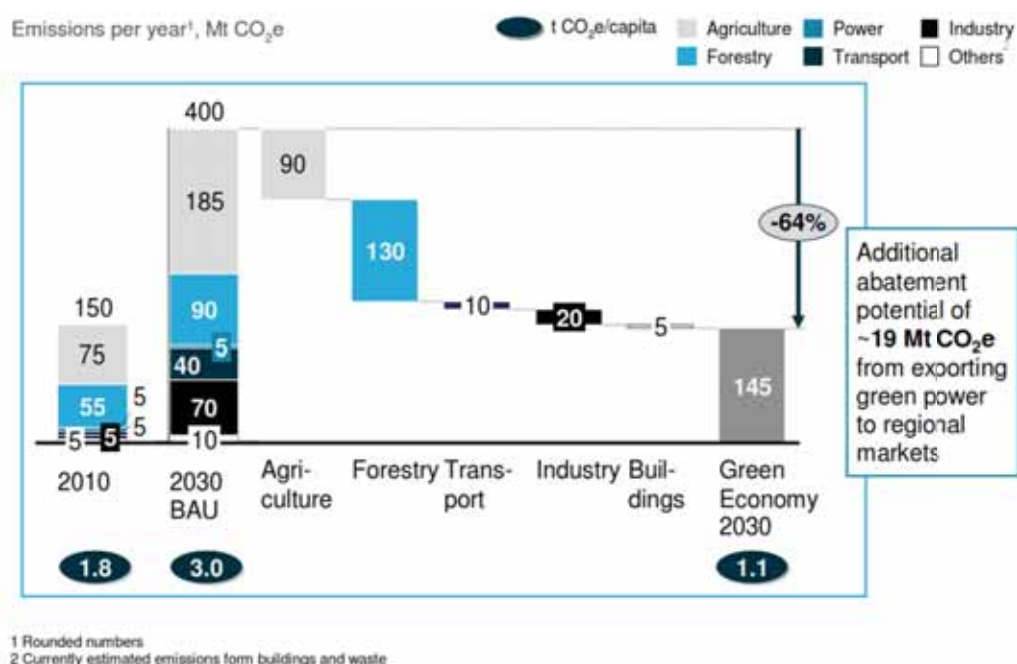 Emissions per year¹, Mt CO₂e
t CO₂e/capita
Agriculture
Power
Industry
Forestry
Transport
Others²
400
90
185
-64%
130
150
90
10
20
5
75
5
40
55
5
70
145
5
5
5
10
2010
2030
BAU
Agri-
culture
Forestry
Trans-
port
Industry
Buil-
dings
Green
Economy
2030
1.8
3.0
1.1
Additional
abatement
potential of
~19 Mt CO₂e
from exporting
green power
to regional
markets
1 Rounded numbers
2 Currently estimated emissions form buildings and waste